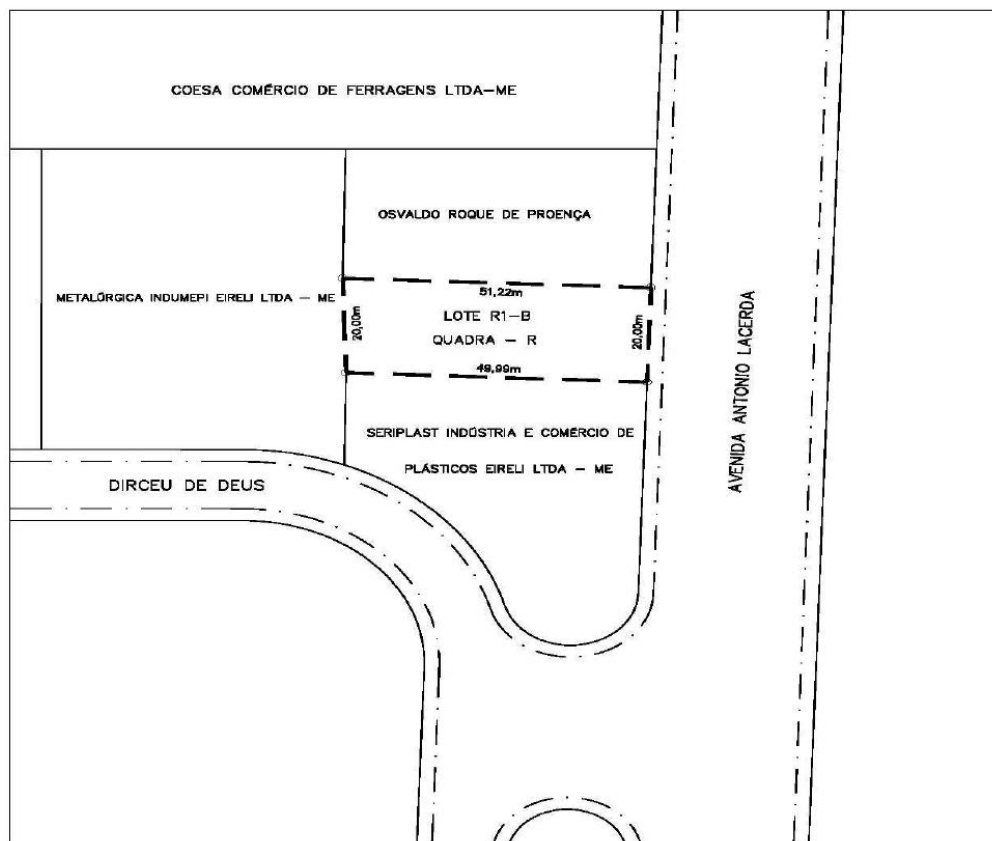 COESA COMÉRCIO DE FERRAGENS LTDA-ME
OSVALDO ROQUE DE PROENÇA
METALÚRGICA INDUMEPI EIRELI LTDA - ME
51,22m
20,00m
LOTE R1-B
QUADRA - R
20,00m
49,99m
AVENIDA ANTONIO LACERDA
SERIPLAST INDÚSTRIA E COMÉRCIO DE
PLÁSTICOS EIRELI LTDA - ME
DIRCEU DE DEUS